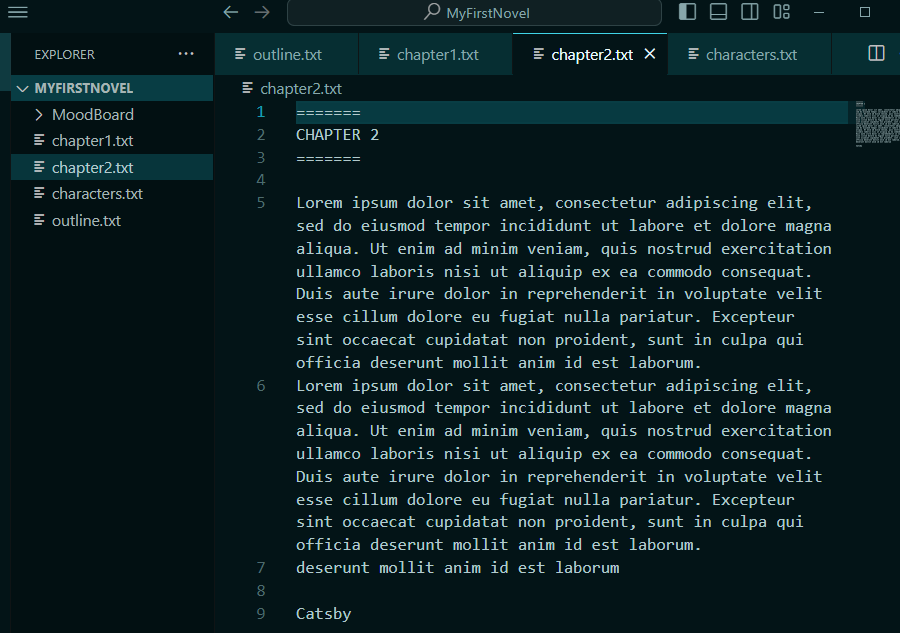 MyFirstNovel
EXPLORER
outline.txt
chapter1.txt
chapter2.txt
characters.txt
MYFIRSTNOVEL
MoodBoard
chapter1.txt
chapter2.txt
characters.txt
outline.txt
chapter2.txt
1 =======
2 CHAPTER 2
3 =======
4
5 Lorem ipsum dolor sit amet, consectetur adipiscing elit,
sed do eiusmod tempor incididunt ut labore et dolore magna
aliqua. Ut enim ad minim veniam, quis nostrud exercitation
ullamco laboris nisi ut aliquip ex ea commodo consequat.
Duis aute irure dolor in reprehenderit in voluptate velit
esse cillum dolore eu fugiat nulla pariatur. Excepteur
sint occaecat cupidatat non proident, sunt in culpa qui
officia deserunt mollit anim id est laborum.
6 Lorem ipsum dolor sit amet, consectetur adipiscing elit,
sed do eiusmod tempor incididunt ut labore et dolore magna
aliqua. Ut enim ad minim veniam, quis nostrud exercitation
ullamco laboris nisi ut aliquip ex ea commodo consequat.
Duis aute irure dolor in reprehenderit in voluptate velit
esse cillum dolore eu fugiat nulla pariatur. Excepteur
sint occaecat cupidatat non proident, sunt in culpa qui
officia deserunt mollit anim id est laborum.
7 deserunt mollit anim id est laborum
8
9 Catsby